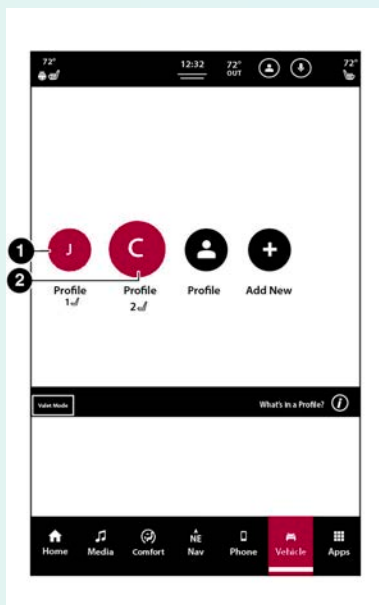 72°
12:32
72°
OUT
72°
1
J
C
2
Profile
1
Profile
2
Profile
Add New
Valet Mode
What's in a Profile?
i
NE
Home
Media
Comfort
Nav
Phone
Vehicle
Apps